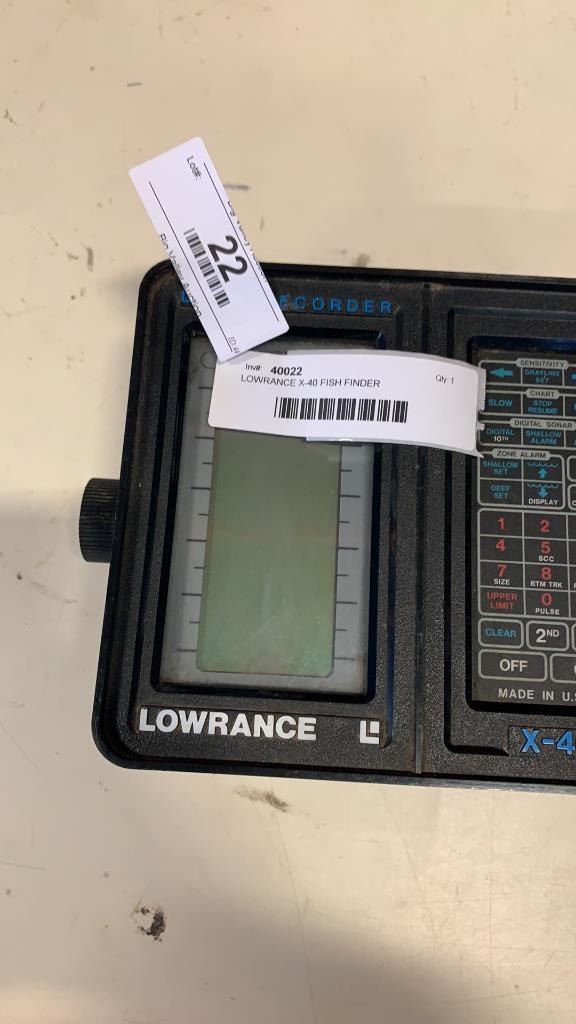 Lot#:
22
ID:
ECORDER
Inv#: 40022 Qty: 1
LOWRANCE X-40 FISH FINDER
SENSITIVITY
GRAYLINE SET
CHART
SLOW
STOP RESUME
DIGITAL SONAR
DIGITAL 10TH
SHALLOW ALARM
ZONE ALARM
SHALLOW SET
DEEP SET
DISPLAY
1 2
4 5
SCC
7 8
SIZE BTM TRK
UPPER LIMIT
0
PULSE
CLEAR 2ND
OFF
MADE IN U.S
LOWRANCE
X-4